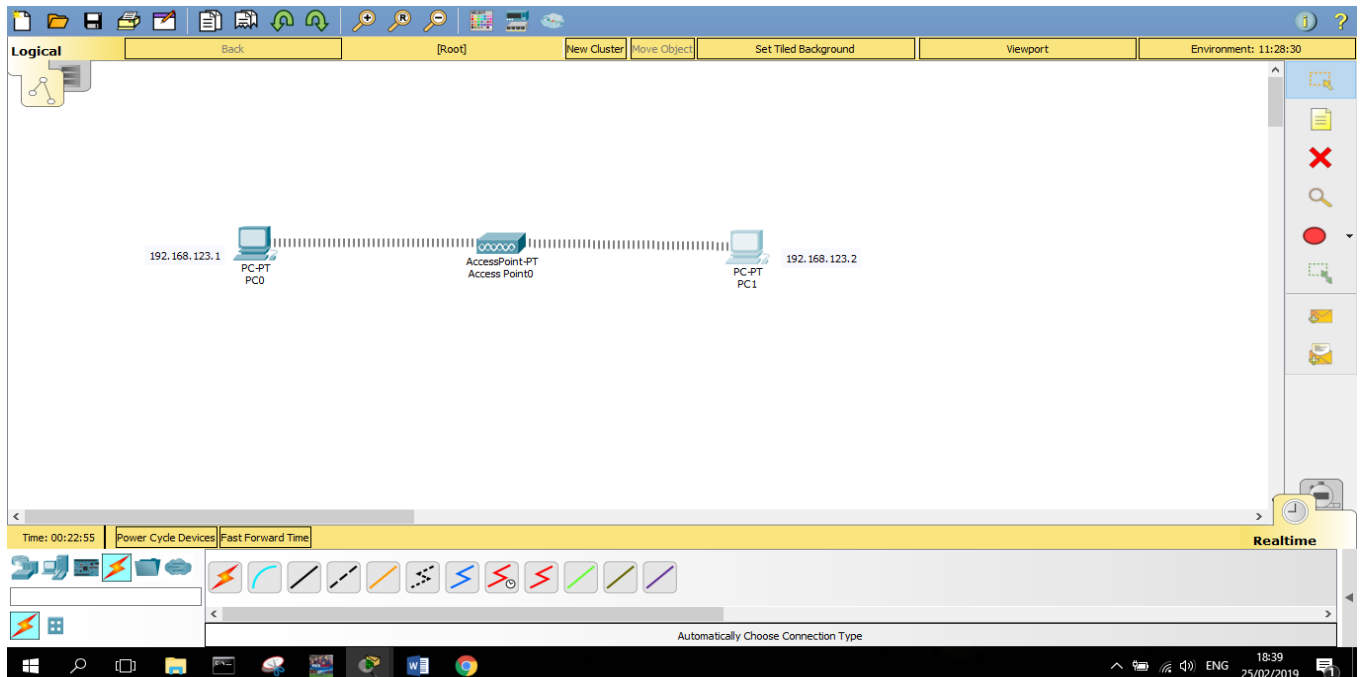 Logical
Back
[Root]
New Cluster
Move Object
Set Tiled Background
Viewport
Environment: 11:28:30
192.168.123.1
PC-PT
PC0
AccessPoint-PT
Access Point0
PC-PT
PC1
192.168.123.2
Time: 00:22:55
Power Cycle Devices
Fast Forward Time
Realtime
Automatically Choose Connection Type
ENG
18:39
25/02/2019